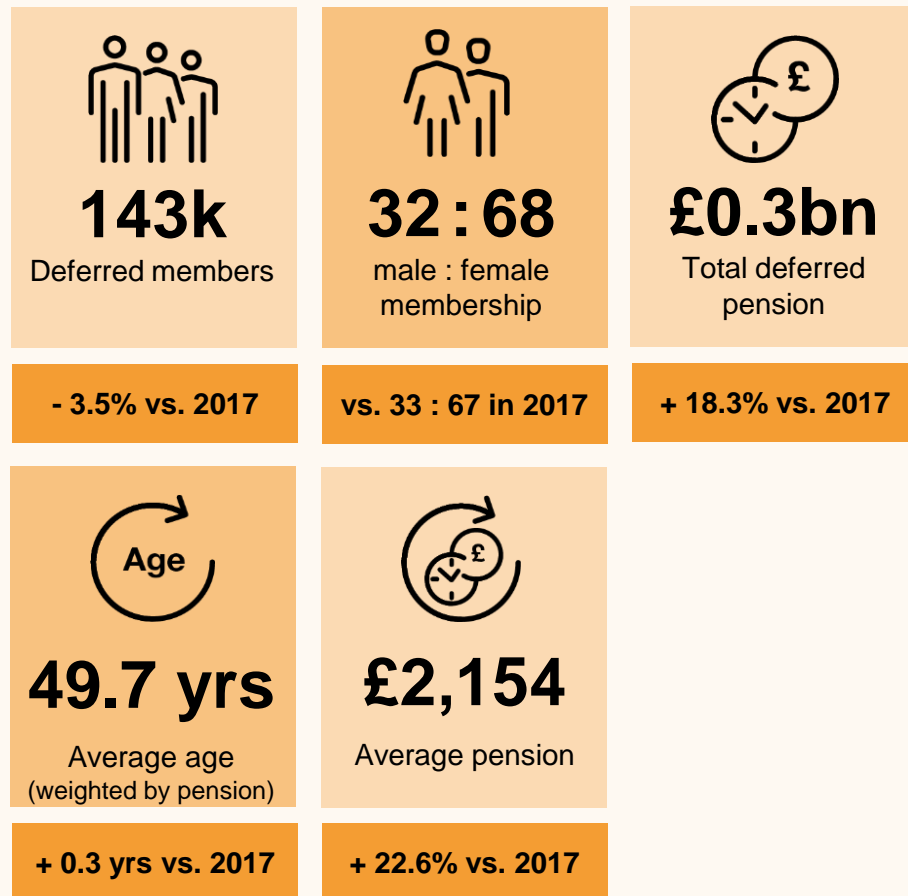 143k
Deferred members
- 3.5% vs. 2017
32 : 68
male : female
membership
vs. 33 : 67 in 2017
£
£0.3bn
Total deferred
pension
+ 18.3% vs. 2017
Age
49.7 yrs
Average age
(weighted by pension)
+ 0.3 yrs vs. 2017
£
£2,154
Average pension
+ 22.6% vs. 2017